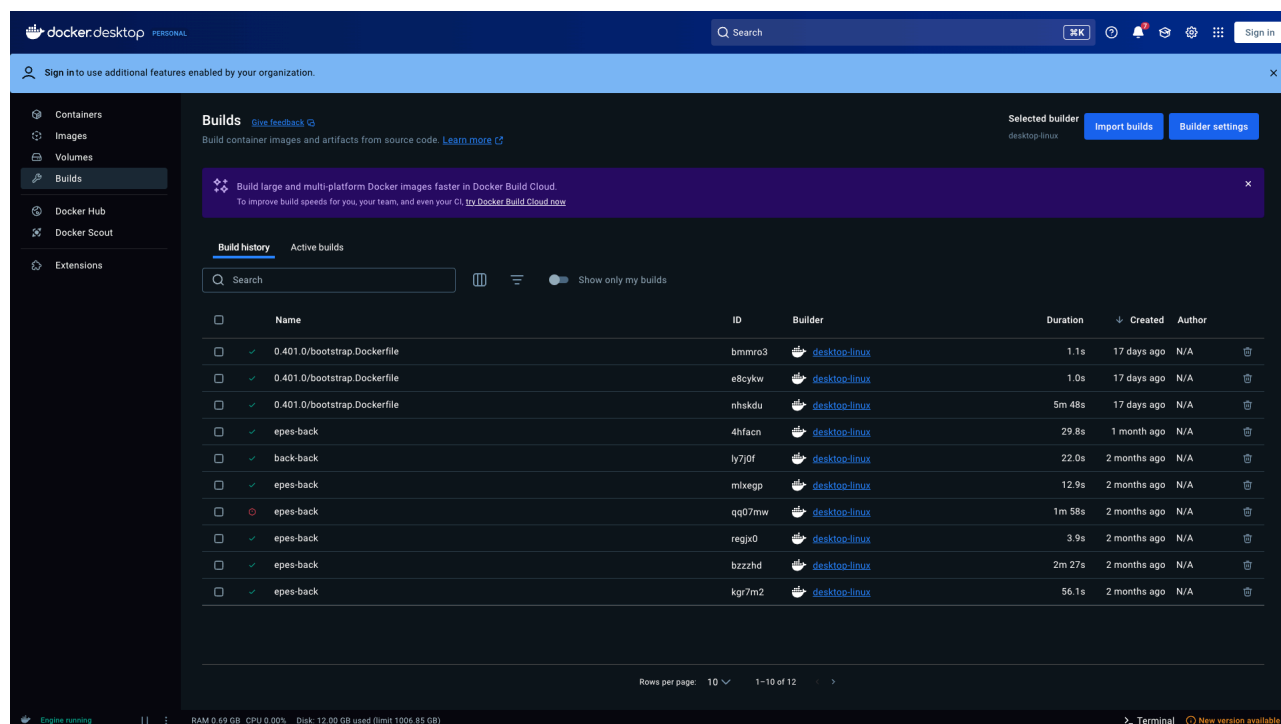 docker.desktop PERSONAL
Search ⌘K 7 Sign in
Sign in to use additional features enabled by your organization.
Containers
Images
Volumes
Builds
Docker Hub
Docker Scout
Extensions
Builds Give feedback
Build container images and artifacts from source code. Learn more
Selected builder
desktop-linux
Import builds
Builder settings
Build large and multi-platform Docker images faster in Docker Build Cloud.
To improve build speeds for you, your team, and even your CI, try Docker Build Cloud now
Build history Active builds
Search Show only my builds
Name ID Builder Duration Created Author
0.401.0/bootstrap.Dockerfile bmmro3 desktop-linux 1.1s 17 days ago N/A
0.401.0/bootstrap.Dockerfile e8cykw desktop-linux 1.0s 17 days ago N/A
0.401.0/bootstrap.Dockerfile nhskdu desktop-linux 5m 48s 17 days ago N/A
epes-back 4hfacn desktop-linux 29.8s 1 month ago N/A
back-back ly7j0f desktop-linux 22.0s 2 months ago N/A
epes-back mlxegp desktop-linux 12.9s 2 months ago N/A
epes-back qq07mw desktop-linux 1m 58s 2 months ago N/A
epes-back regjx0 desktop-linux 3.9s 2 months ago N/A
epes-back bzzzhd desktop-linux 2m 27s 2 months ago N/A
epes-back kgr7m2 desktop-linux 56.1s 2 months ago N/A
Rows per page: 10 1–10 of 12
Engine running RAM 0.69 GB CPU 0.00% Disk: 12.00 GB used (limit 1006.85 GB) Terminal New version available